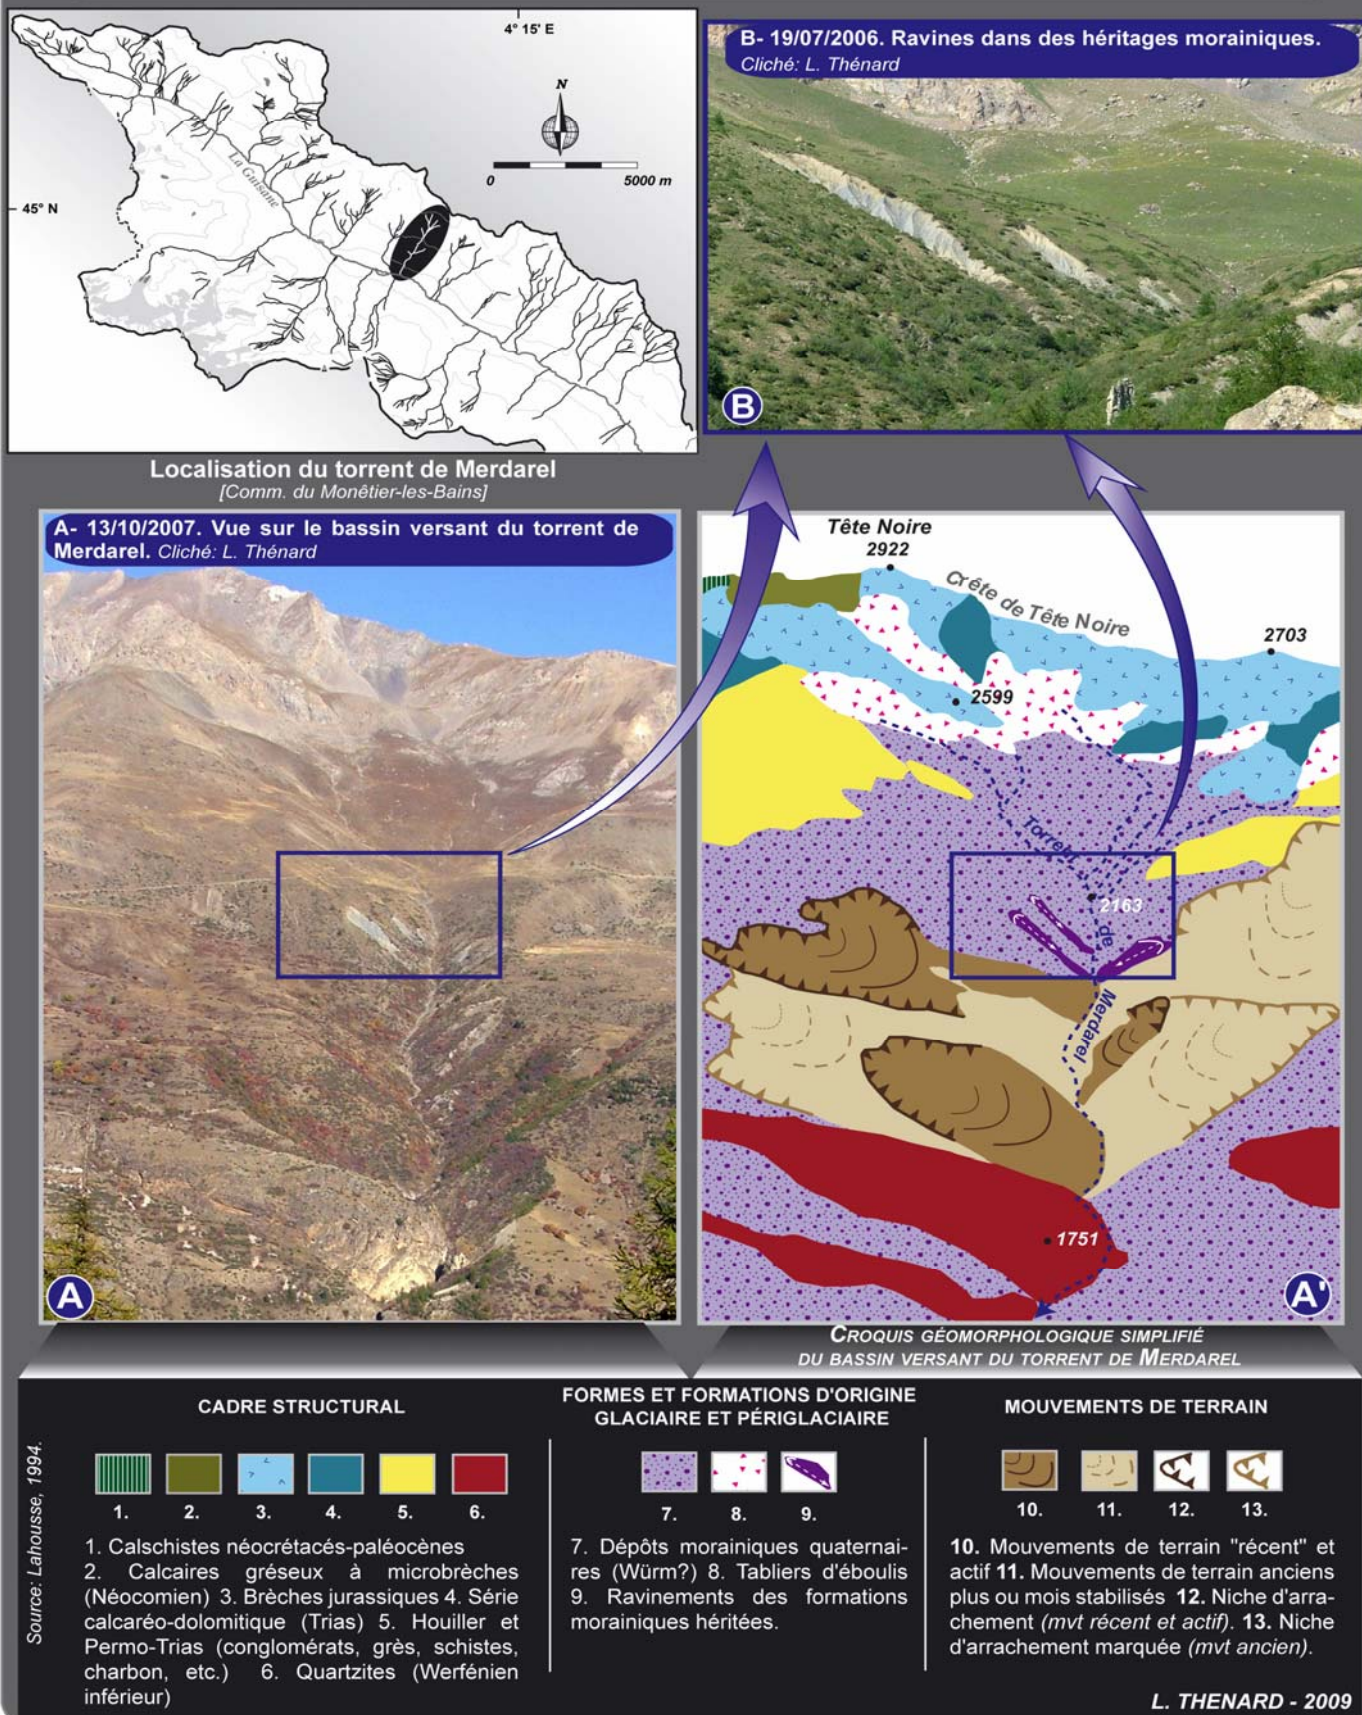 4° 15' E
N
0 5000 m
45° N
La Guisane
Localisation du torrent de Merdarel
[Comm. du Monêtier-les-Bains]
B- 19/07/2006. Ravines dans des héritages morainiques.
Cliché: L. Thénard
B
A- 13/10/2007. Vue sur le bassin versant du torrent de
Merdarel. Cliché: L. Thénard
A
Tête Noire
2922
Crête de Tête Noire
2703
2599
Torrent
2163
de
Merdarel
1751
A'
CROQUIS GÉOMORPHOLOGIQUE SIMPLIFIÉ
DU BASSIN VERSANT DU TORRENT DE MERDAREL
Source: Lahousse, 1994.
CADRE STRUCTURAL
1. 2. 3. 4. 5. 6.
1. Calschistes néocrétacés-paléocènes
2. Calcaires gréseux à microbrèches
(Néocomien) 3. Brèches jurassiques 4. Série
calcaréo-dolomitique (Trias) 5. Houiller et
Permo-Trias (conglomérats, grès, schistes,
charbon, etc.) 6. Quartzites (Werfénien
inférieur)
FORMES ET FORMATIONS D'ORIGINE
GLACIAIRE ET PÉRIGLACIAIRE
7. 8. 9.
7. Dépôts morainiques quaternai-
res (Würm?) 8. Tabliers d'éboulis
9. Ravinements des formations
morainiques héritées.
MOUVEMENTS DE TERRAIN
10. 11. 12. 13.
10. Mouvements de terrain "récent" et
actif 11. Mouvements de terrain anciens
plus ou mois stabilisés 12. Niche d'arra-
chement (mvt récent et actif). 13. Niche
d'arrachement marquée (mvt ancien).
L. THENARD - 2009